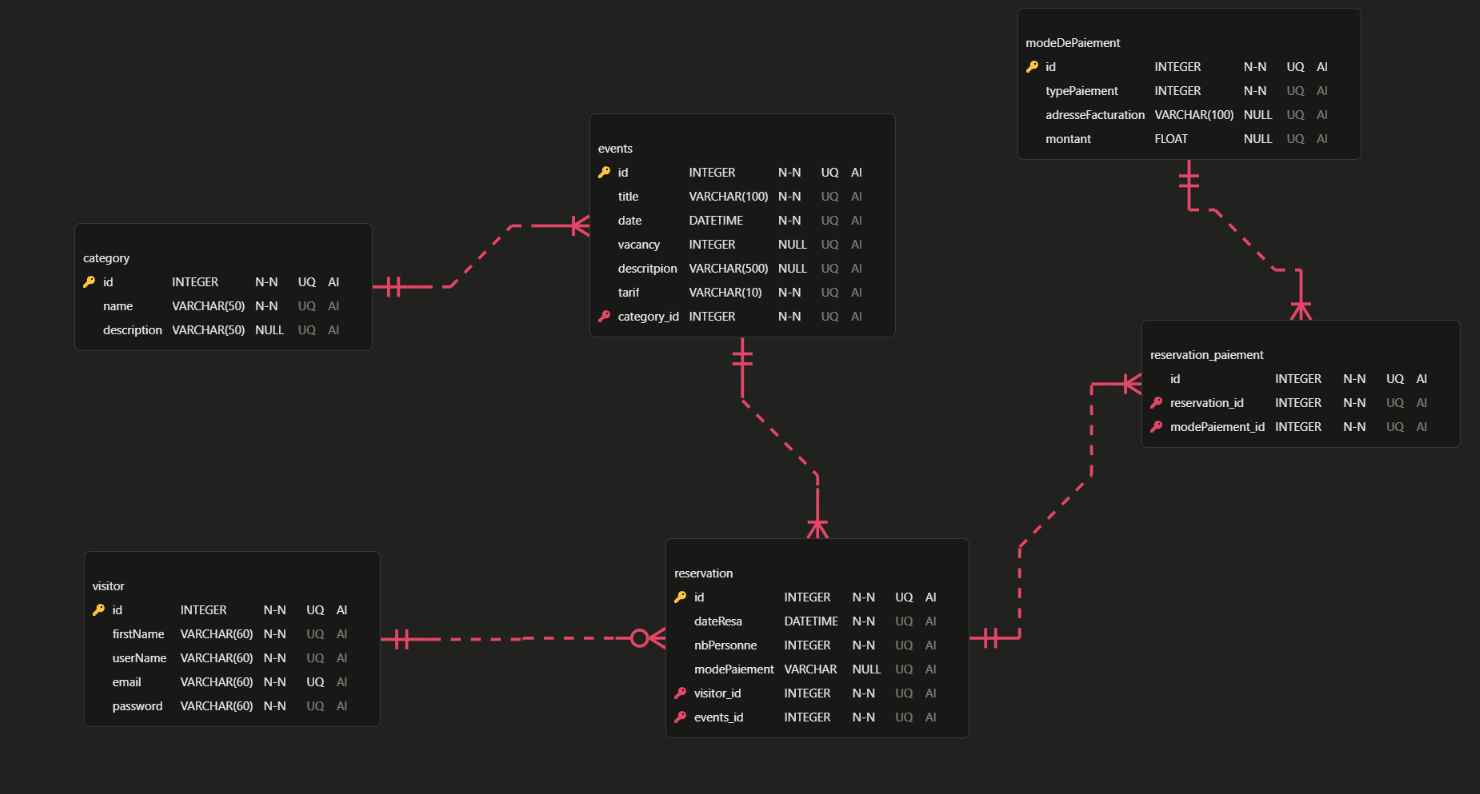 modeDePaiement
id INTEGER N-N UQ AI
typePaiement INTEGER N-N UQ AI
adresseFacturation VARCHAR(100) NULL UQ AI
montant FLOAT NULL UQ AI
events
id INTEGER N-N UQ AI
title VARCHAR(100) N-N UQ AI
date DATETIME N-N UQ AI
vacancy INTEGER NULL UQ AI
descritpion VARCHAR(500) NULL UQ AI
tarif VARCHAR(10) N-N UQ AI
category_id INTEGER N-N UQ AI
category
id INTEGER N-N UQ AI
name VARCHAR(50) N-N UQ AI
description VARCHAR(50) NULL UQ AI
reservation_paiement
id INTEGER N-N UQ AI
reservation_id INTEGER N-N UQ AI
modePaiement_id INTEGER N-N UQ AI
visitor
id INTEGER N-N UQ AI
firstName VARCHAR(60) N-N UQ AI
userName VARCHAR(60) N-N UQ AI
email VARCHAR(60) N-N UQ AI
password VARCHAR(60) N-N UQ AI
reservation
id INTEGER N-N UQ AI
dateResa DATETIME N-N UQ AI
nbPersonne INTEGER N-N UQ AI
modePaiement VARCHAR NULL UQ AI
visitor_id INTEGER N-N UQ AI
events_id INTEGER N-N UQ AI